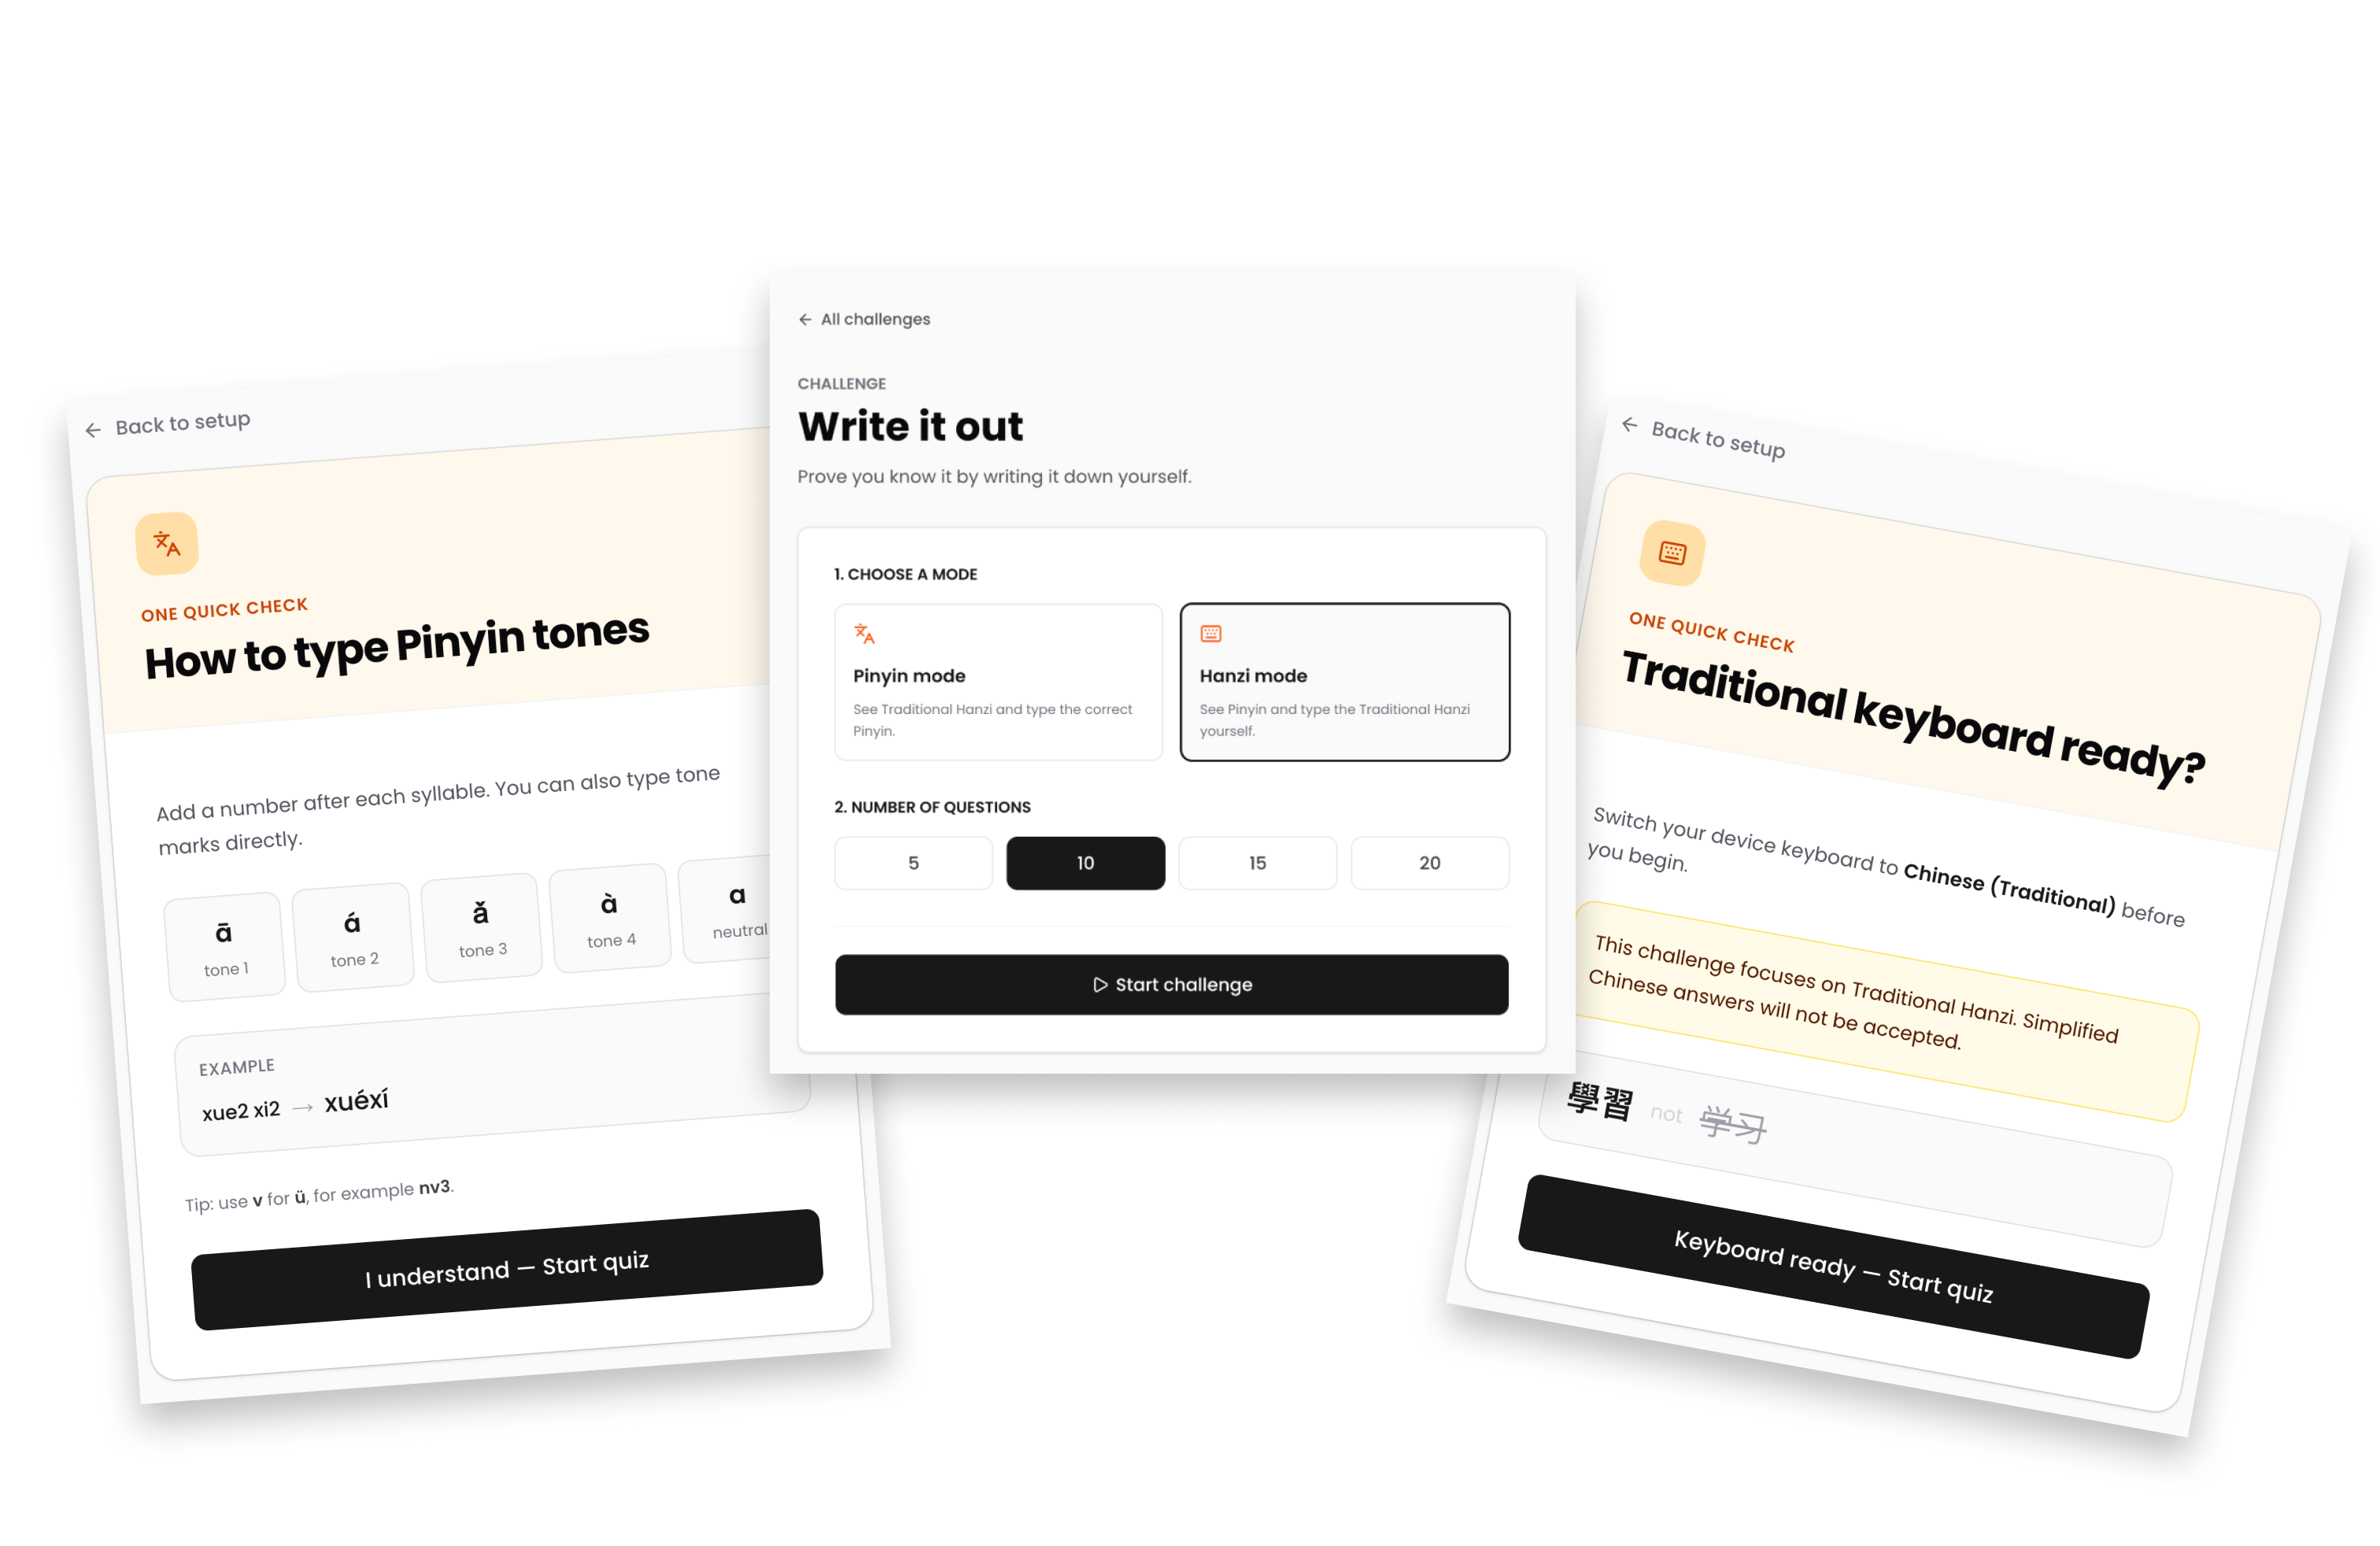 Back to setup
ONE QUICK CHECK
How to type Pinyin tones
Add a number after each syllable. You can also type tone
marks directly.
ā
tone 1
á
tone 2
ǎ
tone 3
à
tone 4
a
neutral
EXAMPLE
xue2 xi2 → xuéxí
Tip: use v for ü, for example nv3.
I understand — Start quiz
All challenges
CHALLENGE
Write it out
Prove you know it by writing it down yourself.
1. CHOOSE A MODE
Pinyin mode
See Traditional Hanzi and type the correct
Pinyin.
Hanzi mode
See Pinyin and type the Traditional Hanzi
yourself.
2. NUMBER OF QUESTIONS
5
10
15
20
Start challenge
Back to setup
ONE QUICK CHECK
Traditional keyboard ready?
Switch your device keyboard to Chinese (Traditional) before
you begin.
This challenge focuses on Traditional Hanzi. Simplified
Chinese answers will not be accepted.
學習 not 学习
Keyboard ready — Start quiz